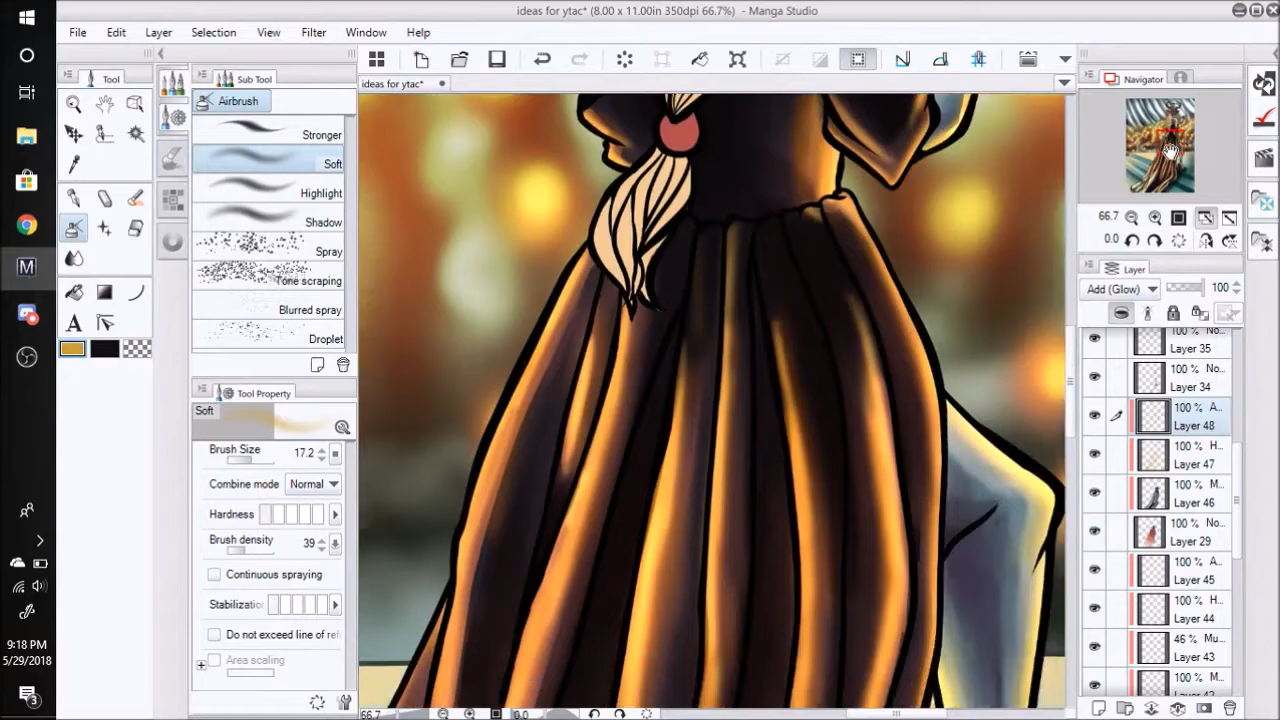 ideas for ytac* (8.00 x 11.00in 350dpi 66.7%) - Manga Studio
File Edit Layer Selection View Filter Window Help
Tool
Sub Tool
ideas for ytac*
Navigator
Airbrush
Stronger
Soft
Highlight
Shadow
Spray
Tone scraping
Blurred spray
Droplet
66.7
0.0
Layer
Add (Glow) 100
Layer 35
100 % No...
Layer 34
100 % A...
Layer 48
100 % H...
Layer 47
100 % M...
Layer 46
100 % No...
Layer 29
100 % A...
Layer 45
100 % H...
Layer 44
46 % Mu...
Layer 43
100 % M...
Tool Property
Soft
Brush Size 17.2
Combine mode Normal
Hardness
Brush density 39
Continuous spraying
Stabilization
Do not exceed line of ref
Area scaling
66.7 0.0
M
A
9:18 PM
5/29/2018
3